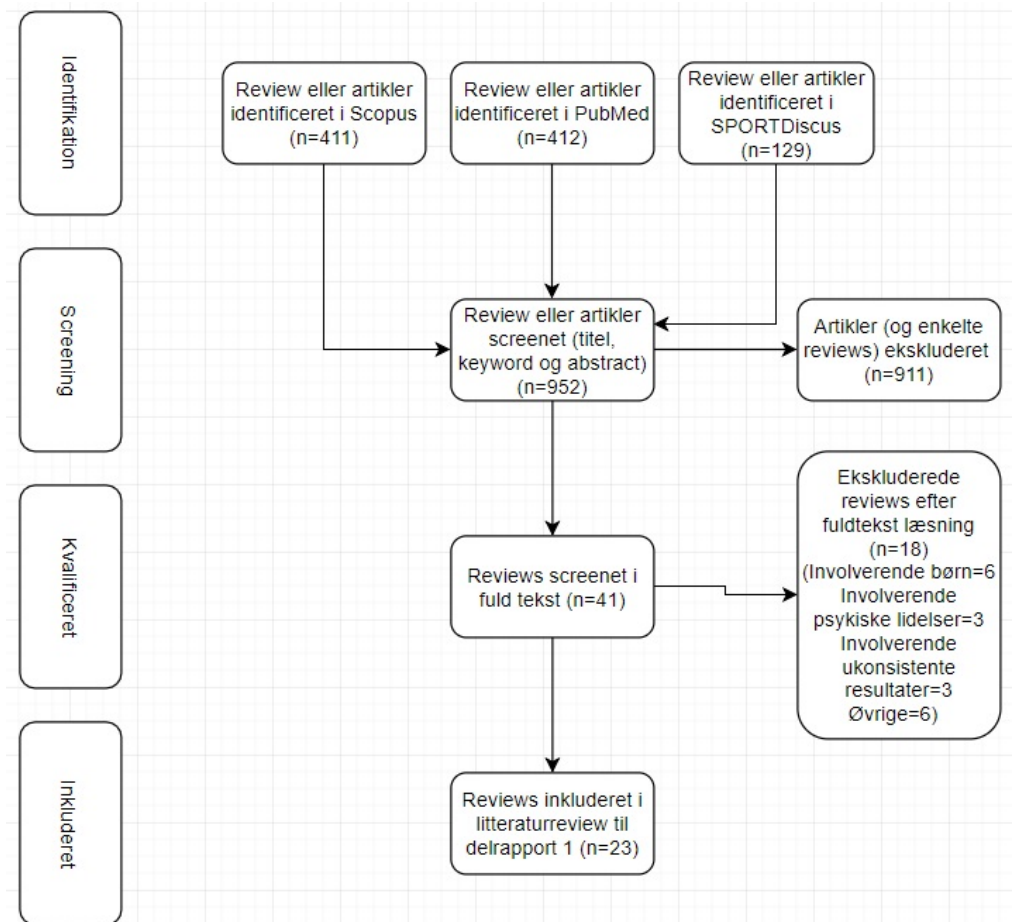 Identifikation
Review eller artikler
identificeret i Scopus
(n=411)
Review eller artikler
identificeret i PubMed
(n=412)
Review eller artikler
identificeret i
SPORTDiscus
(n=129)
Screening
Review eller artikler
screenet (titel,
keyword og abstract)
(n=952)
Artikler (og enkelte
reviews) ekskluderet
(n=911)
Kvalificeret
Reviews screenet i
fuld tekst (n=41)
Ekskluderede
reviews efter
fuldtekst læsning
(n=18)
(Involverende børn=6
Involverende
psykiske lidelser=3
Involverende
ukonsistente
resultater=3
Øvrige=6)
Inkluderet
Reviews inkluderet i
litteraturreview til
delrapport 1 (n=23)